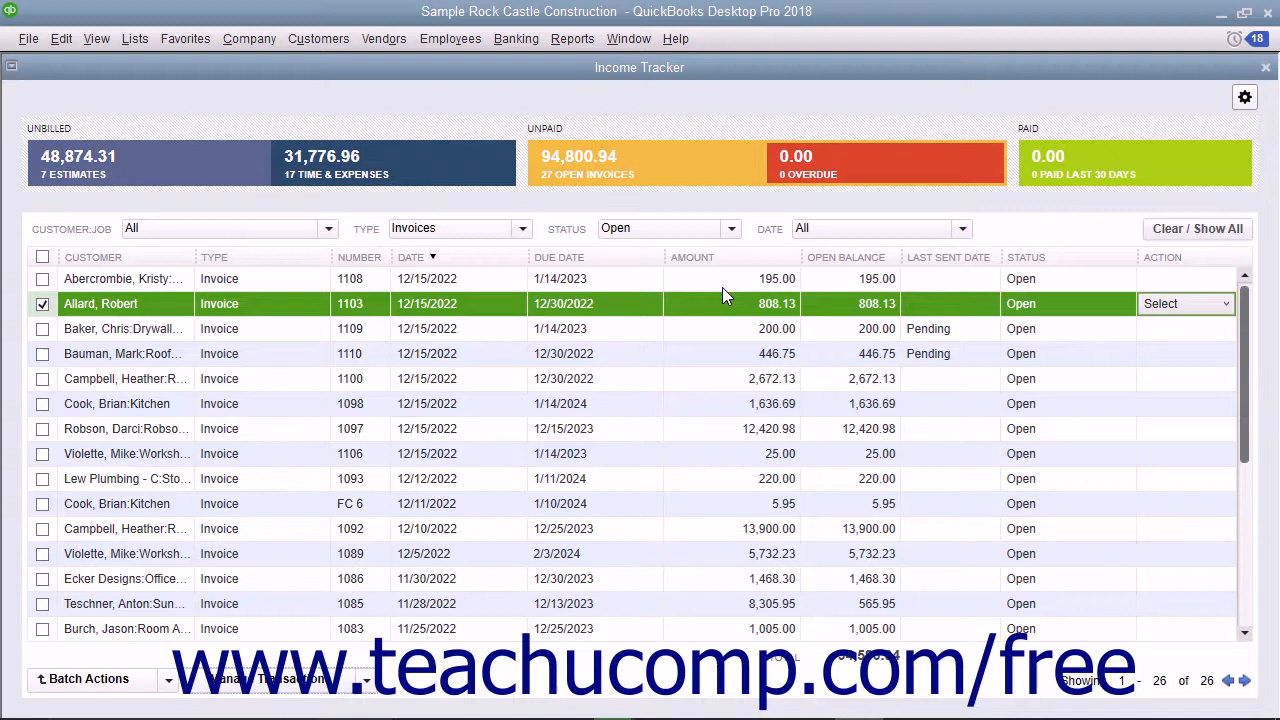 qb Sample Rock Castle Construction - QuickBooks Desktop Pro 2018
File Edit View Lists Favorites Company Customers Vendors Employees Banking Reports Window Help 18
Income Tracker
UNBILLED UNPAID PAID
48,874.31 31,776.96 94,800.94 0.00 0.00
7 ESTIMATES 17 TIME & EXPENSES 27 OPEN INVOICES 0 OVERDUE 0 PAID LAST 30 DAYS
CUSTOMER:JOB All TYPE Invoices STATUS Open DATE All Clear / Show All
CUSTOMER TYPE NUMBER DATE DUE DATE AMOUNT OPEN BALANCE LAST SENT DATE STATUS ACTION
Abercrombie, Kristy:... Invoice 1108 12/15/2022 1/14/2023 195.00 195.00 Open
Allard, Robert Invoice 1103 12/15/2022 12/30/2022 808.13 808.13 Open Select
Baker, Chris:Drywall... Invoice 1109 12/15/2022 1/14/2023 200.00 200.00 Pending Open
Bauman, Mark:Roof... Invoice 1110 12/15/2022 12/30/2022 446.75 446.75 Pending Open
Campbell, Heather:R... Invoice 1100 12/15/2022 12/30/2022 2,672.13 2,672.13 Open
Cook, Brian:Kitchen Invoice 1098 12/15/2022 1/14/2024 1,636.69 1,636.69 Open
Robson, Darci:Robso... Invoice 1097 12/15/2022 12/15/2023 12,420.98 12,420.98 Open
Violette, Mike:Worksh... Invoice 1106 12/15/2022 1/14/2023 25.00 25.00 Open
Lew Plumbing - C:Sto... Invoice 1093 12/12/2022 1/11/2024 220.00 220.00 Open
Cook, Brian:Kitchen Invoice FC 6 12/11/2022 1/10/2024 5.95 5.95 Open
Campbell, Heather:R... Invoice 1092 12/10/2022 12/25/2023 13,900.00 13,900.00 Open
Violette, Mike:Worksh... Invoice 1089 12/5/2022 2/3/2024 5,732.23 5,732.23 Open
Ecker Designs:Office... Invoice 1086 11/30/2022 12/30/2023 1,468.30 1,468.30 Open
Teschner, Anton:Sun... Invoice 1085 11/28/2022 12/13/2023 8,305.95 565.95 Open
Burch, Jason:Room A... Invoice 1083 11/25/2022 12/25/2023 1,005.00 1,005.00 Open
TOTAL
www.teachucomp.com/free
Batch Actions Manage Transactions Showing 1 - 26 of 26